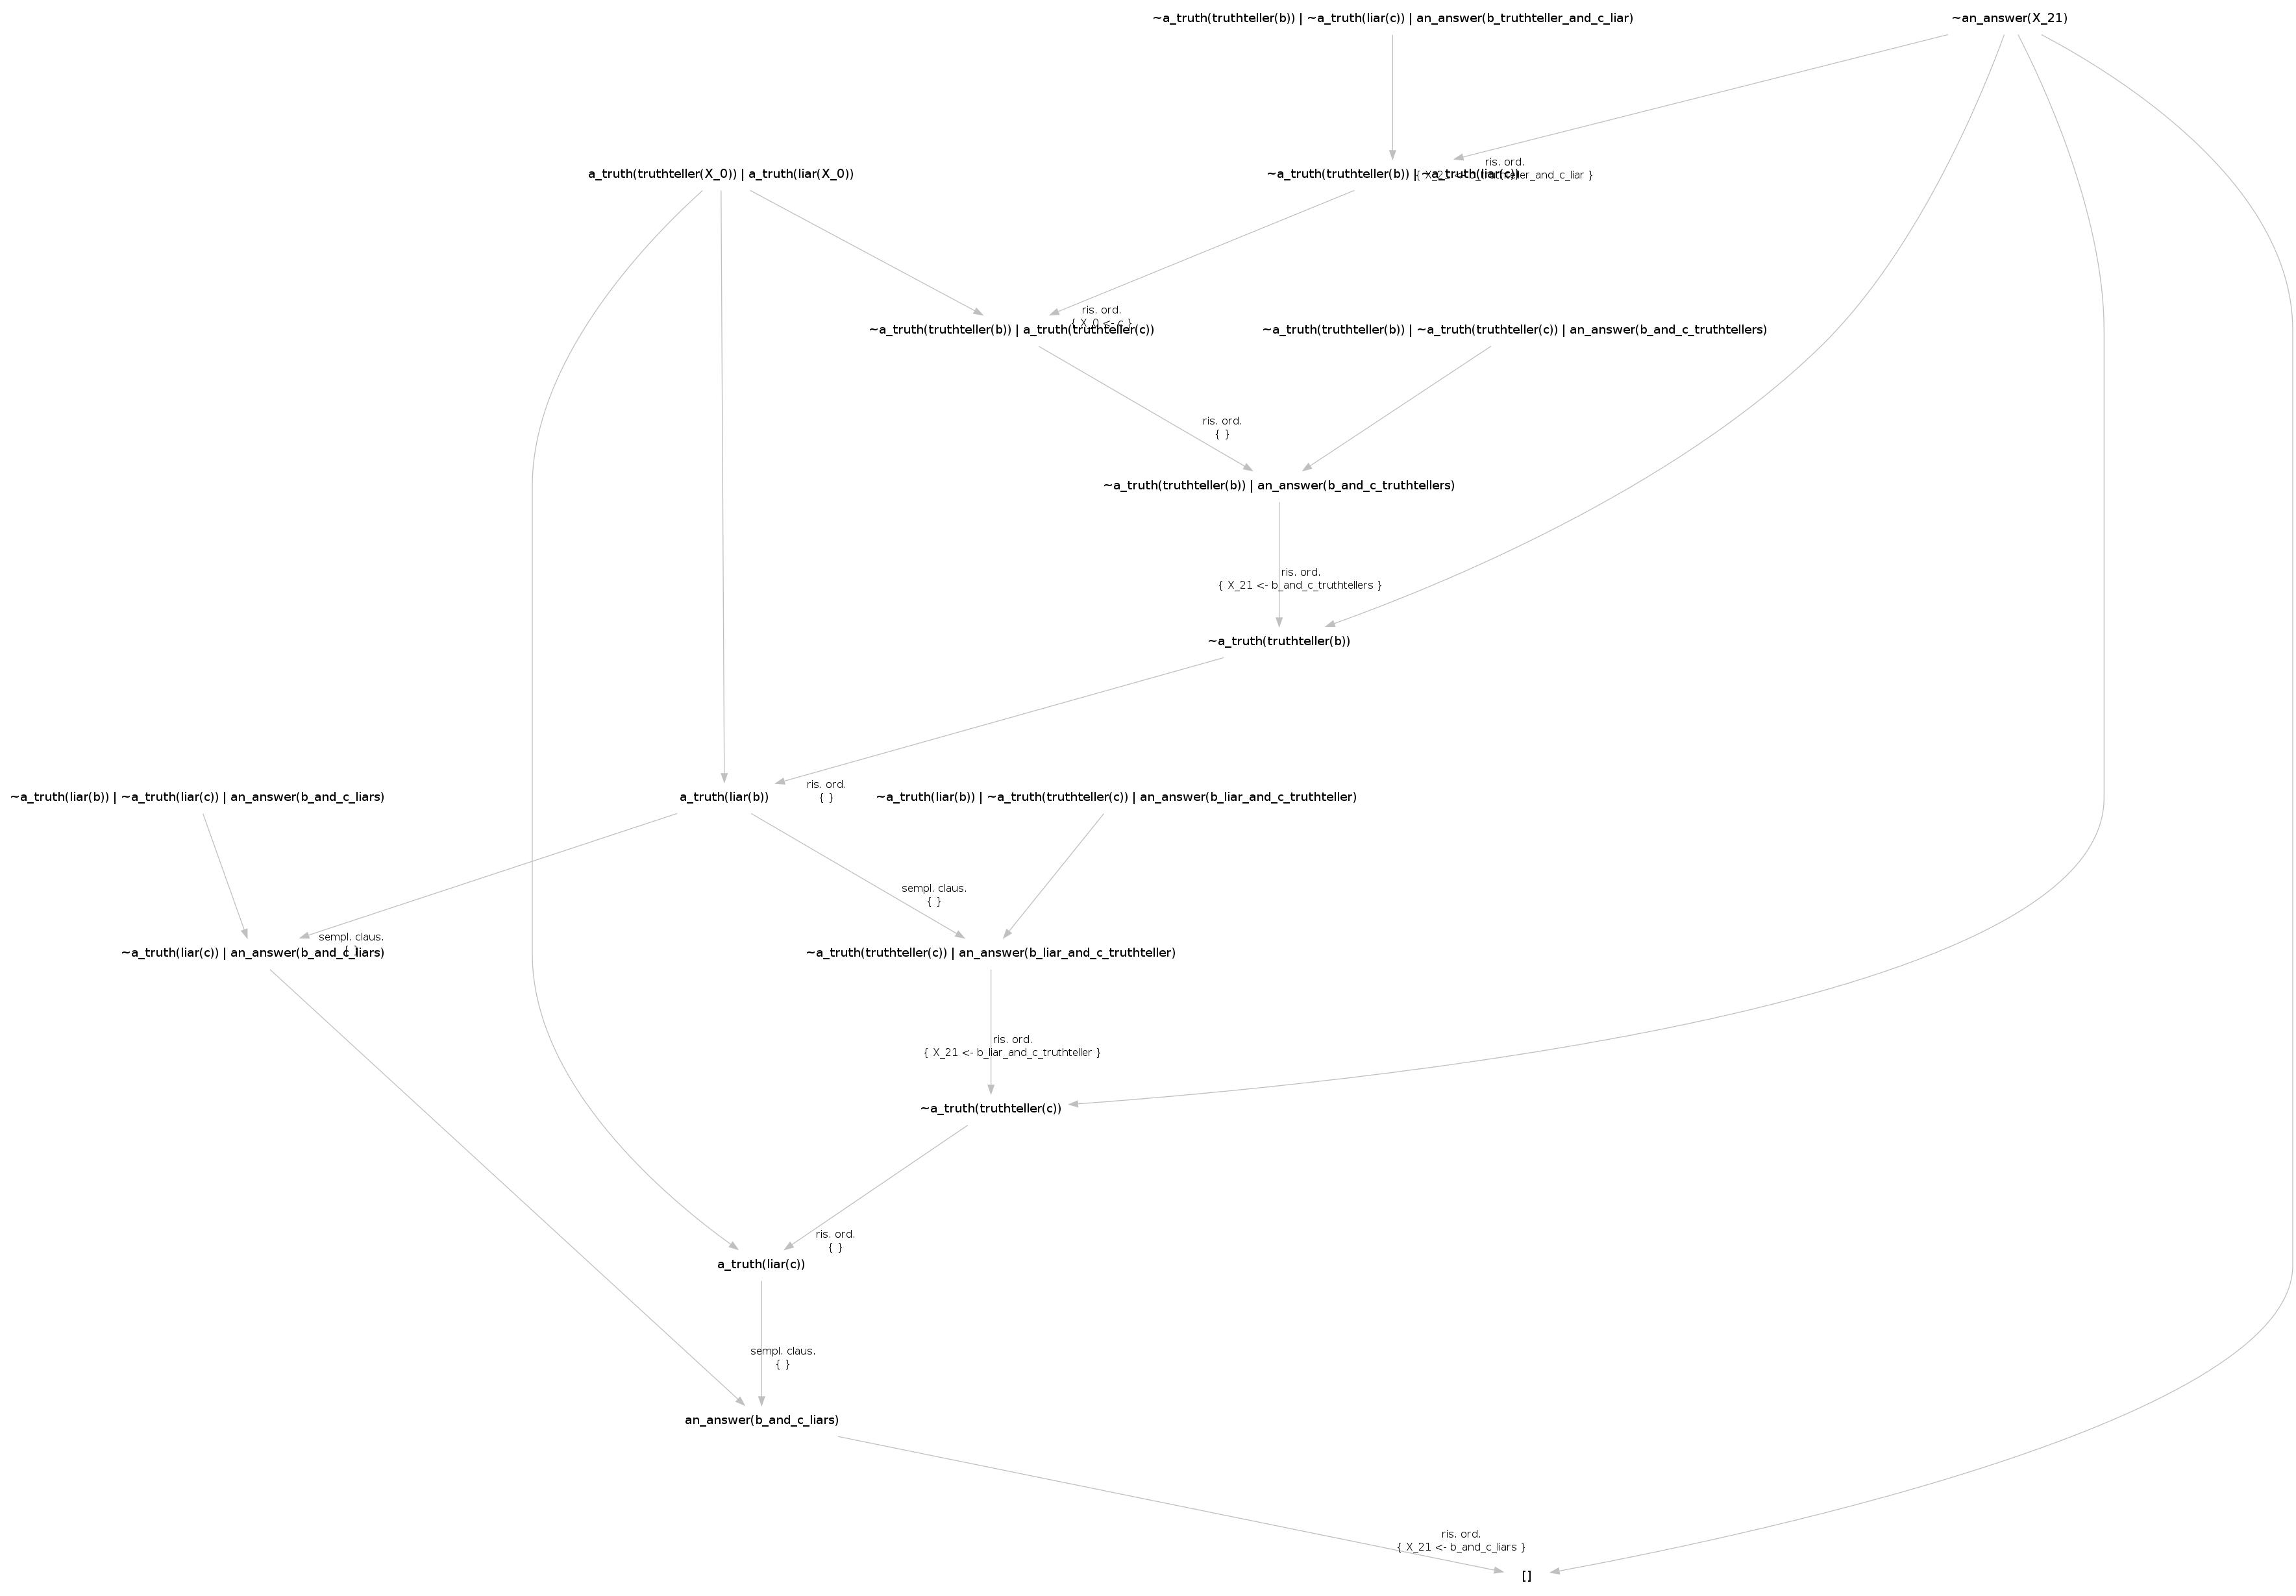 ~a_truth(truthteller(b)) | ~a_truth(liar(c)) | an_answer(b_truthteller_and_c_liar)
~an_answer(X_21)
a_truth(truthteller(X_0)) | a_truth(liar(X_0))
~a_truth(truthteller(b)) | ~a_truth(liar(c))
ris. ord.
{ X_21 <- b_truthteller_and_c_liar }
~a_truth(truthteller(b)) | a_truth(truthteller(c))
ris. ord.
{ X_0 <- c }
~a_truth(truthteller(b)) | ~a_truth(truthteller(c)) | an_answer(b_and_c_truthtellers)
ris. ord.
{ }
~a_truth(truthteller(b)) | an_answer(b_and_c_truthtellers)
ris. ord.
{ X_21 <- b_and_c_truthtellers }
~a_truth(truthteller(b))
~a_truth(liar(b)) | ~a_truth(liar(c)) | an_answer(b_and_c_liars)
a_truth(liar(b))
ris. ord.
{ }
~a_truth(liar(b)) | ~a_truth(truthteller(c)) | an_answer(b_liar_and_c_truthteller)
sempl. claus.
{ }
~a_truth(liar(c)) | an_answer(b_and_c_liars)
sempl. claus.
{ }
~a_truth(truthteller(c)) | an_answer(b_liar_and_c_truthteller)
ris. ord.
{ X_21 <- b_liar_and_c_truthteller }
~a_truth(truthteller(c))
ris. ord.
{ }
a_truth(liar(c))
sempl. claus.
{ }
an_answer(b_and_c_liars)
ris. ord.
{ X_21 <- b_and_c_liars }
[]